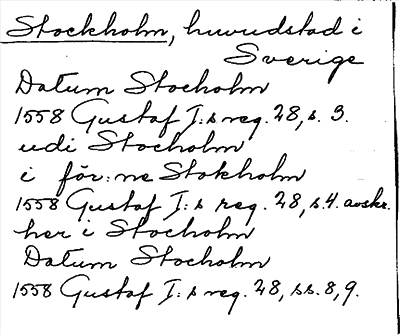 Stockholm, huvudstad i
Sverige
Datum Stocholm
1558 Gustaf I:s reg. 28, s. 3.
udi Stocholm
i för:ne Stokholm
1558 Gustaf I:s reg. 28, s.4. avskr.
her i Stocholm
Datum Stocholm
1558 Gustaf I:s reg. 28, ss. 8, 9.